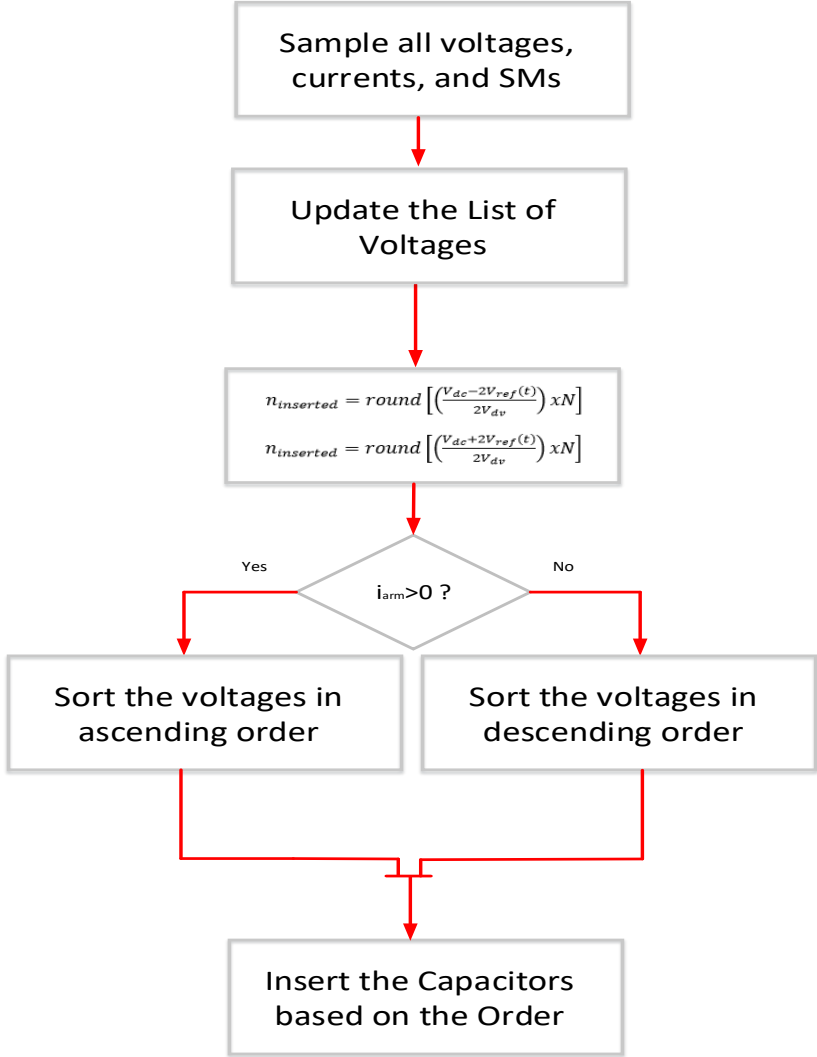 Sample all voltages,
currents, and SMs
Update the List of
Voltages
n_inserted = round [((V_dc−2V_ref(t))/(2V_dv)) xN]
n_inserted = round [((V_dc+2V_ref(t))/(2V_dv)) xN]
Yes
No
i_arm>0 ?
Sort the voltages in
ascending order
Sort the voltages in
descending order
Insert the Capacitors
based on the Order